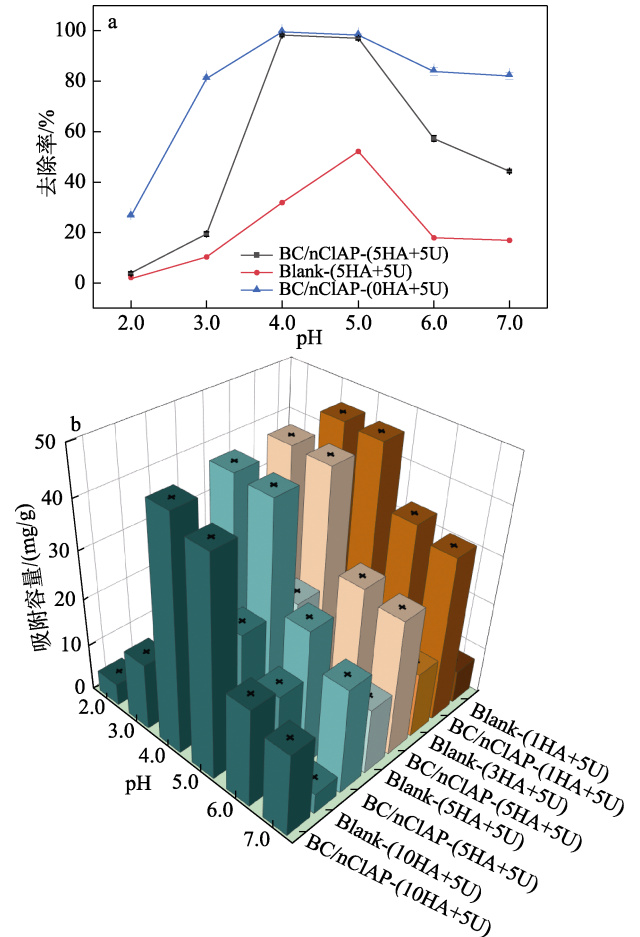 a
100
80
60
40
20
0
去除率/%
BC/nClAP-(5HA+5U)
Blank-(5HA+5U)
BC/nClAP-(0HA+5U)
2.0 3.0 4.0 5.0 6.0 7.0
pH
b
50
40
30
20
10
0
吸附容量/(mg/g)
2.0
3.0
4.0
5.0
6.0
7.0
pH
Blank-(1HA+5U)
BC/nClAP-(1HA+5U)
Blank-(3HA+5U)
BC/nClAP-(5HA+5U)
Blank-(5HA+5U)
BC/nClAP-(5HA+5U)
Blank-(10HA+5U)
BC/nClAP-(10HA+5U)